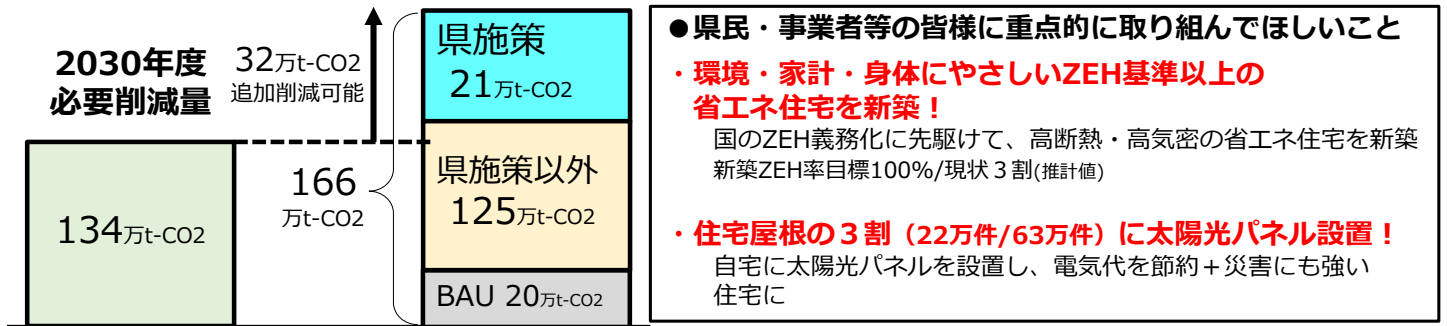 2030年度
必要削減量
32万t-CO2
追加削減可能
134万t-CO2
166
万t-CO2
県施策
21万t-CO2
県施策以外
125万t-CO2
BAU 20万t-CO2
●県民・事業者等の皆様に重点的に取り組んでほしいこと
・環境・家計・身体にやさしいZEH基準以上の
省エネ住宅を新築！
国のZEH義務化に先駆けて、高断熱・高気密の省エネ住宅を新築
新築ZEH率目標100%/現状３割(推計値)
・住宅屋根の３割（22万件/63万件）に太陽光パネル設置！
自宅に太陽光パネルを設置し、電気代を節約＋災害にも強い
住宅に